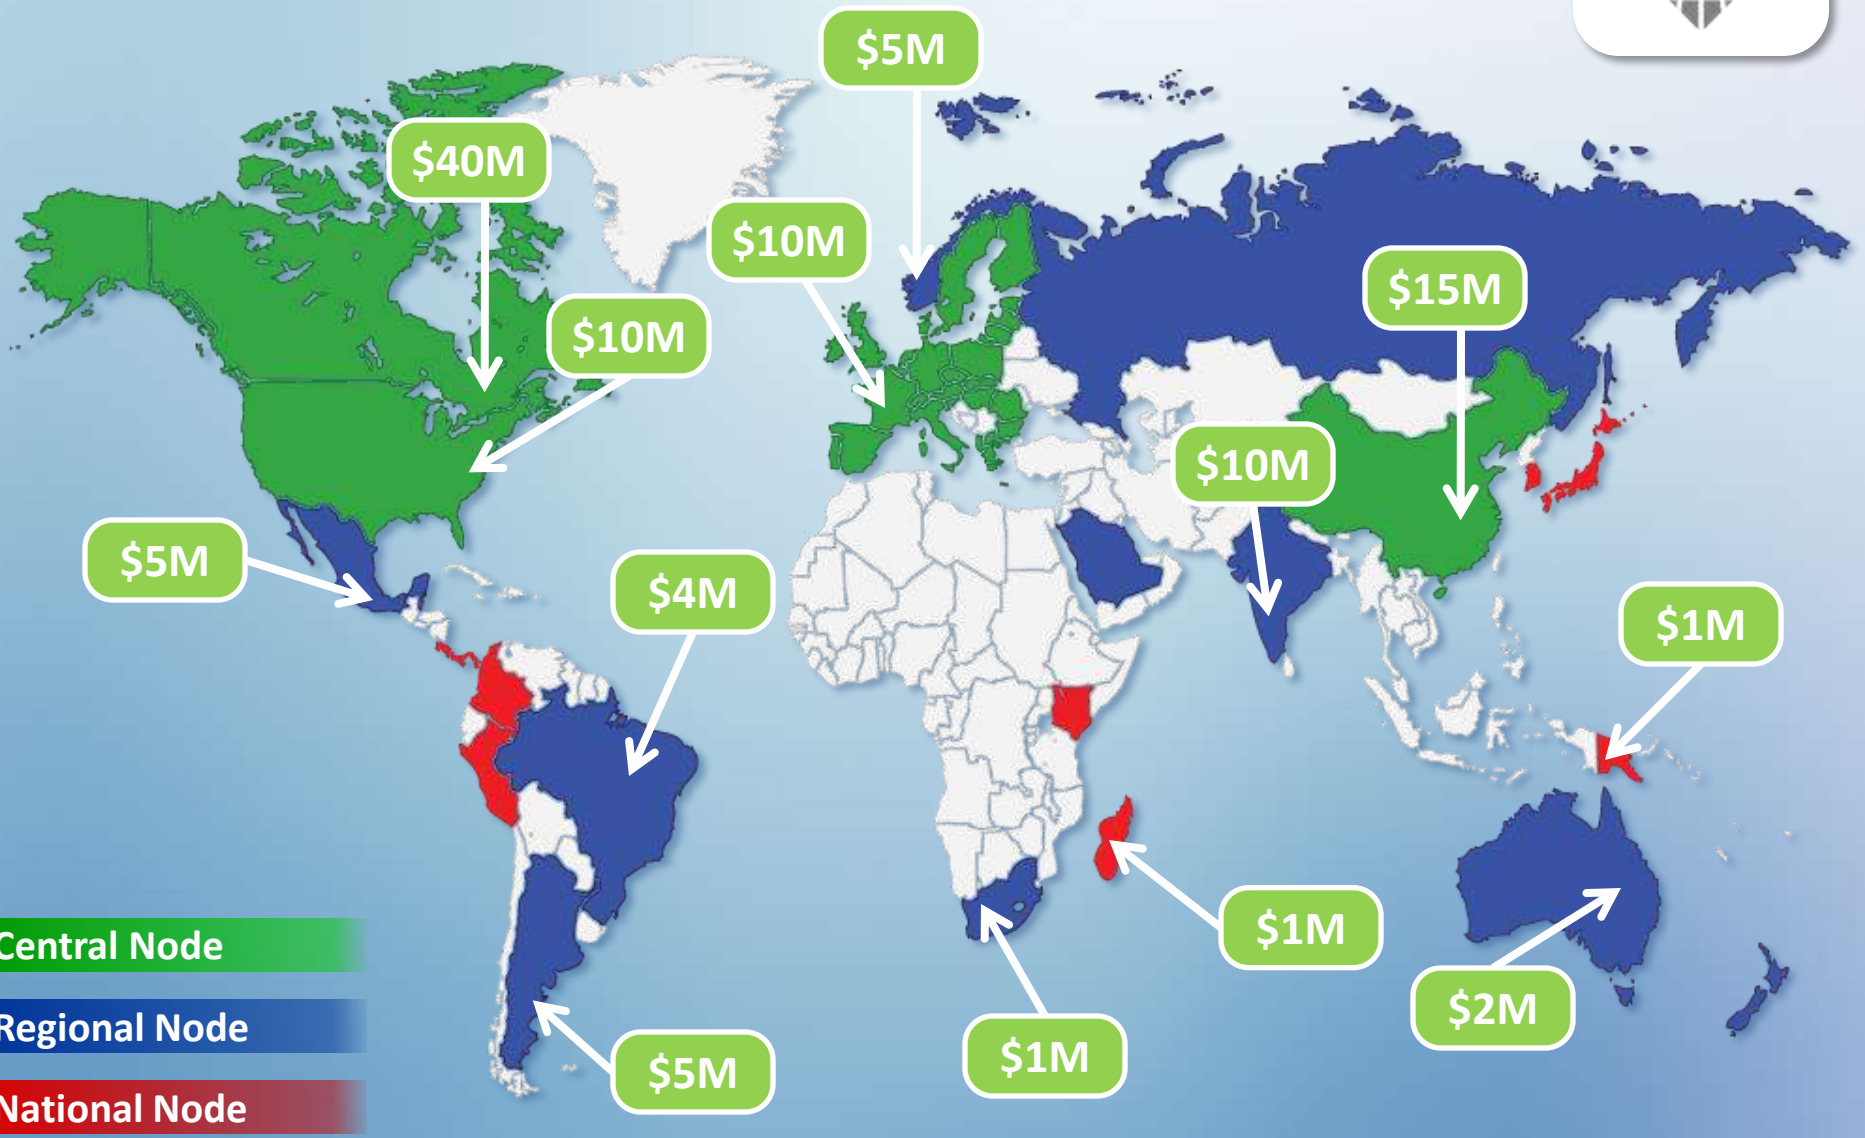 $5M
$40M
$10M
$10M
$15M
$10M
$5M
$4M
$1M
$1M
$2M
$1M
$5M
Central Node
Regional Node
National Node